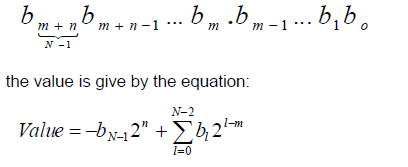 b_{m+n} b_{m+n-1} ... b_m . b_{m-1} ... b_1 b_o
N-1
the value is give by the equation:
Value = -b_{N-1} 2^n + \sum_{l=0}^{N-2} b_l 2^{l-m}